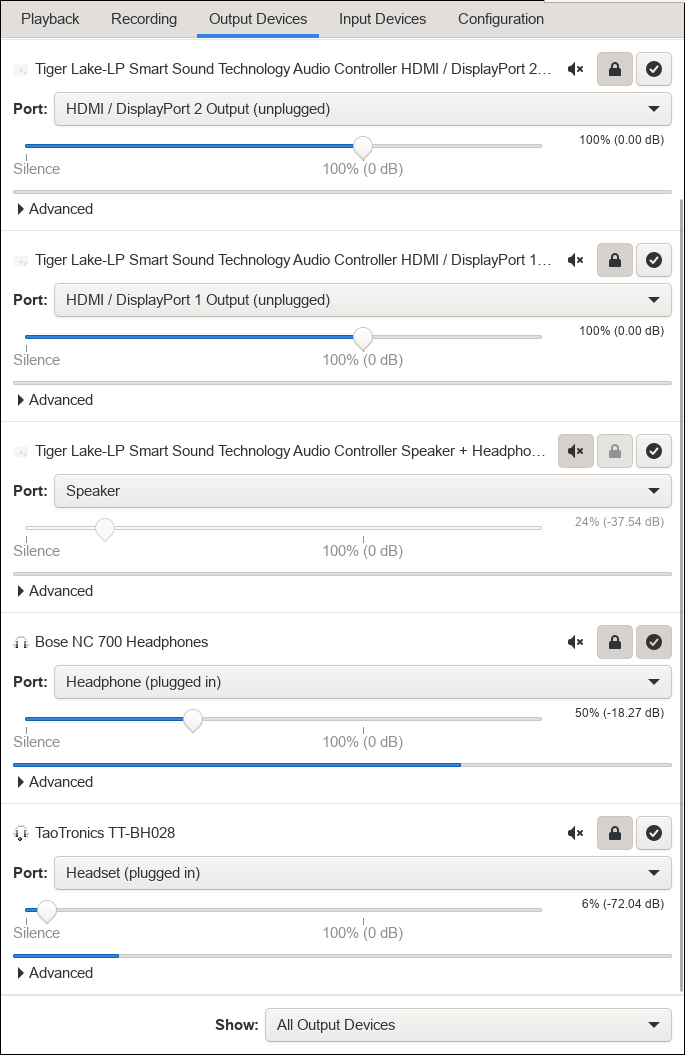 Playback Recording Output Devices Input Devices Configuration
Tiger Lake-LP Smart Sound Technology Audio Controller HDMI / DisplayPort 2…
Port: HDMI / DisplayPort 2 Output (unplugged)
100% (0.00 dB)
Silence 100% (0 dB)
Advanced
Tiger Lake-LP Smart Sound Technology Audio Controller HDMI / DisplayPort 1…
Port: HDMI / DisplayPort 1 Output (unplugged)
100% (0.00 dB)
Silence 100% (0 dB)
Advanced
Tiger Lake-LP Smart Sound Technology Audio Controller Speaker + Headpho…
Port: Speaker
24% (-37.54 dB)
Silence 100% (0 dB)
Advanced
Bose NC 700 Headphones
Port: Headphone (plugged in)
50% (-18.27 dB)
Silence 100% (0 dB)
Advanced
TaoTronics TT-BH028
Port: Headset (plugged in)
6% (-72.04 dB)
Silence 100% (0 dB)
Advanced
Show: All Output Devices